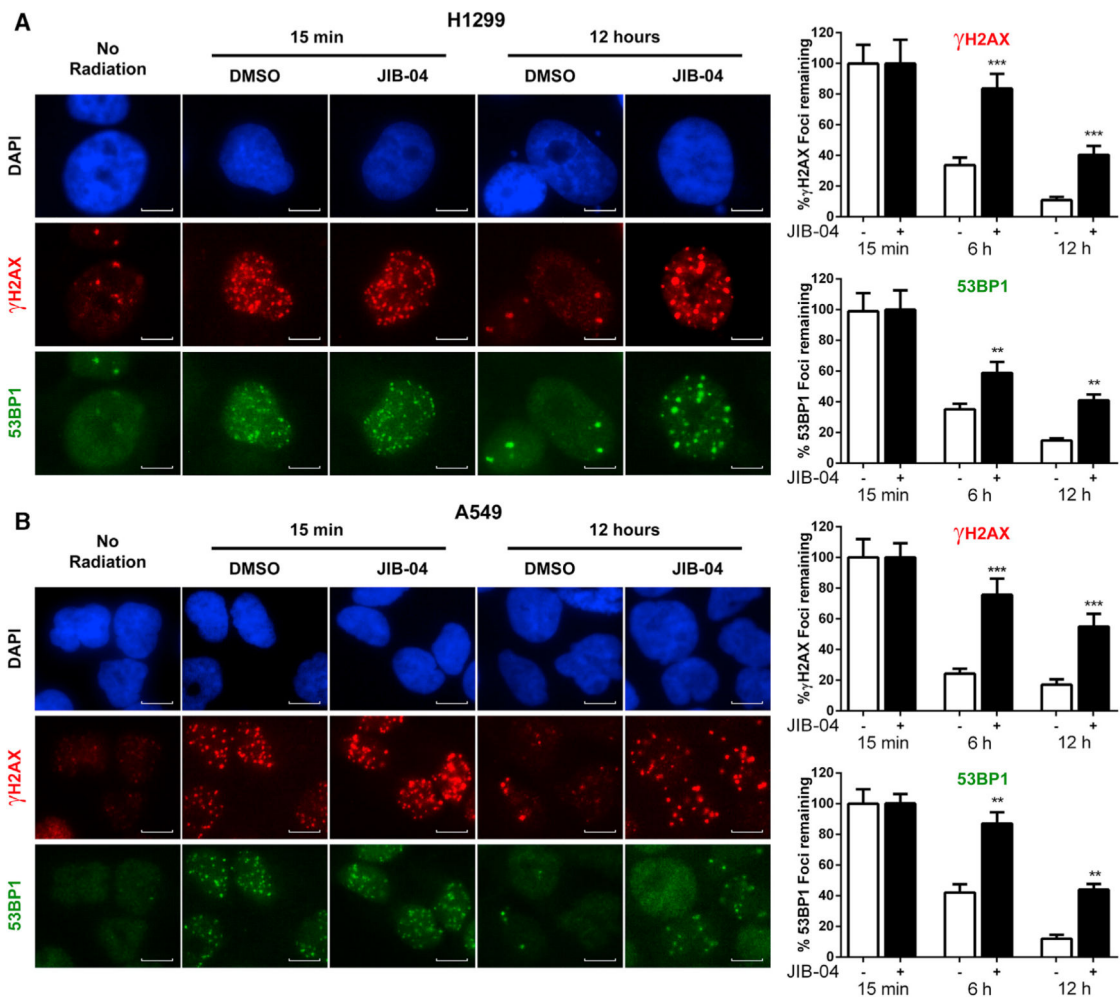 A
H1299
No
Radiation
15 min
12 hours
DMSO
JIB-04
DMSO
JIB-04
DAPI
γH2AX
53BP1
γH2AX
%γH2AX Foci remaining
120
100
80
60
40
20
0
***
***
JIB-04 - + - + - +
15 min 6 h 12 h
53BP1
% 53BP1 Foci remaining
120
100
80
60
40
20
0
**
**
JIB-04 - + - + - +
15 min 6 h 12 h
B
A549
No
Radiation
15 min
12 hours
DMSO
JIB-04
DMSO
JIB-04
DAPI
γH2AX
53BP1
γH2AX
%γH2AX Foci remaining
120
100
80
60
40
20
0
***
***
JIB-04 - + - + - +
15 min 6 h 12 h
53BP1
% 53BP1 Foci remaining
120
100
80
60
40
20
0
**
**
JIB-04 - + - + - +
15 min 6 h 12 h